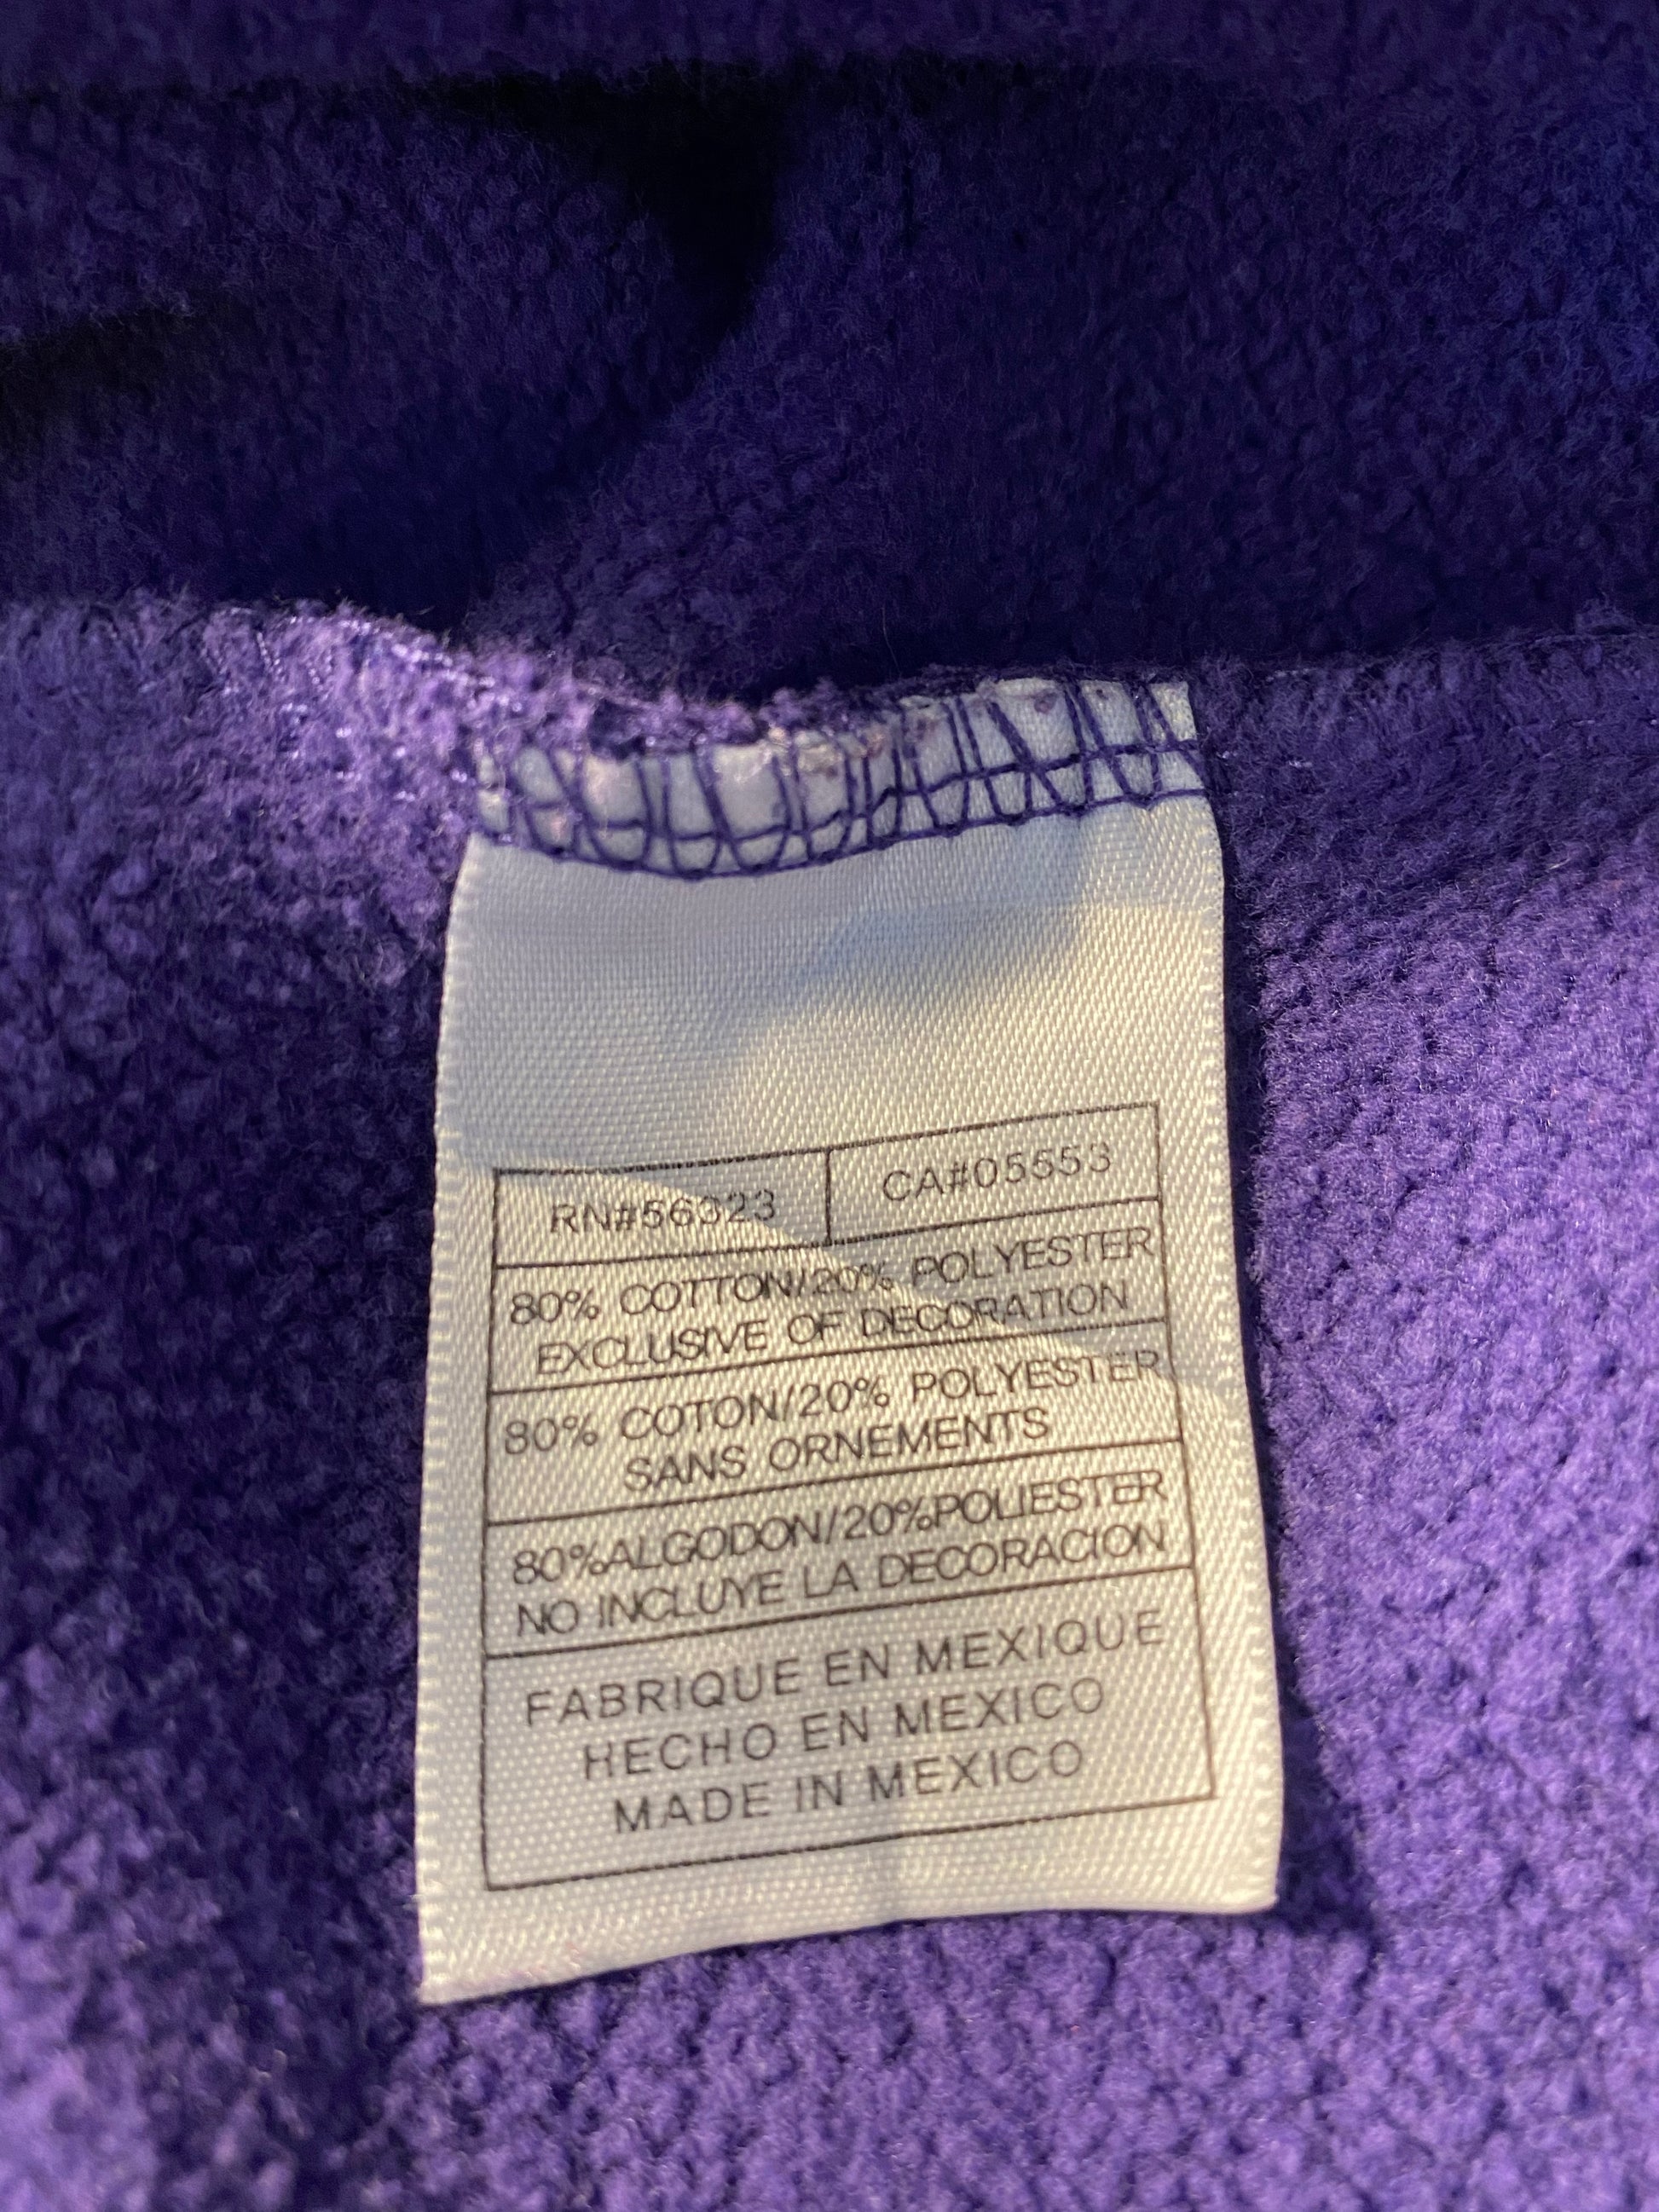 RN#56323 CA#05553
80% COTTON/20% POLYESTER
EXCLUSIVE OF DECORATION
80% COTON/20% POLYESTER
SANS ORNEMENTS
80%ALGODON/20%POLIESTER
NO INCLUYE LA DECORACION
FABRIQUE EN MEXIQUE
HECHO EN MEXICO
MADE IN MEXICO